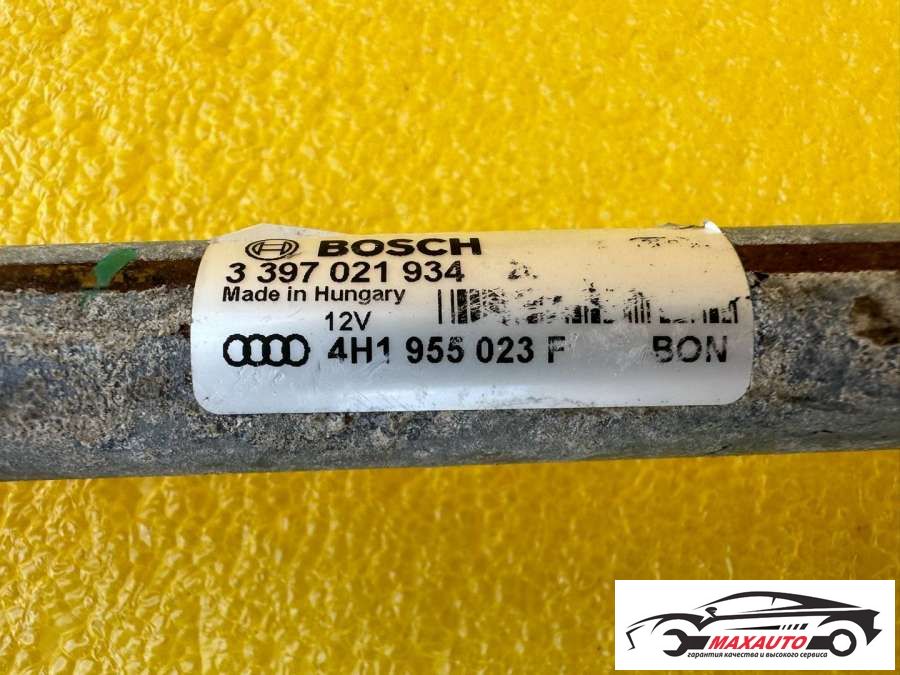 BOSCH
3 397 021 934
Made in Hungary
12V
4H1 955 023 F BON
MAXAUTO
гарантия качества и высокого сервиса